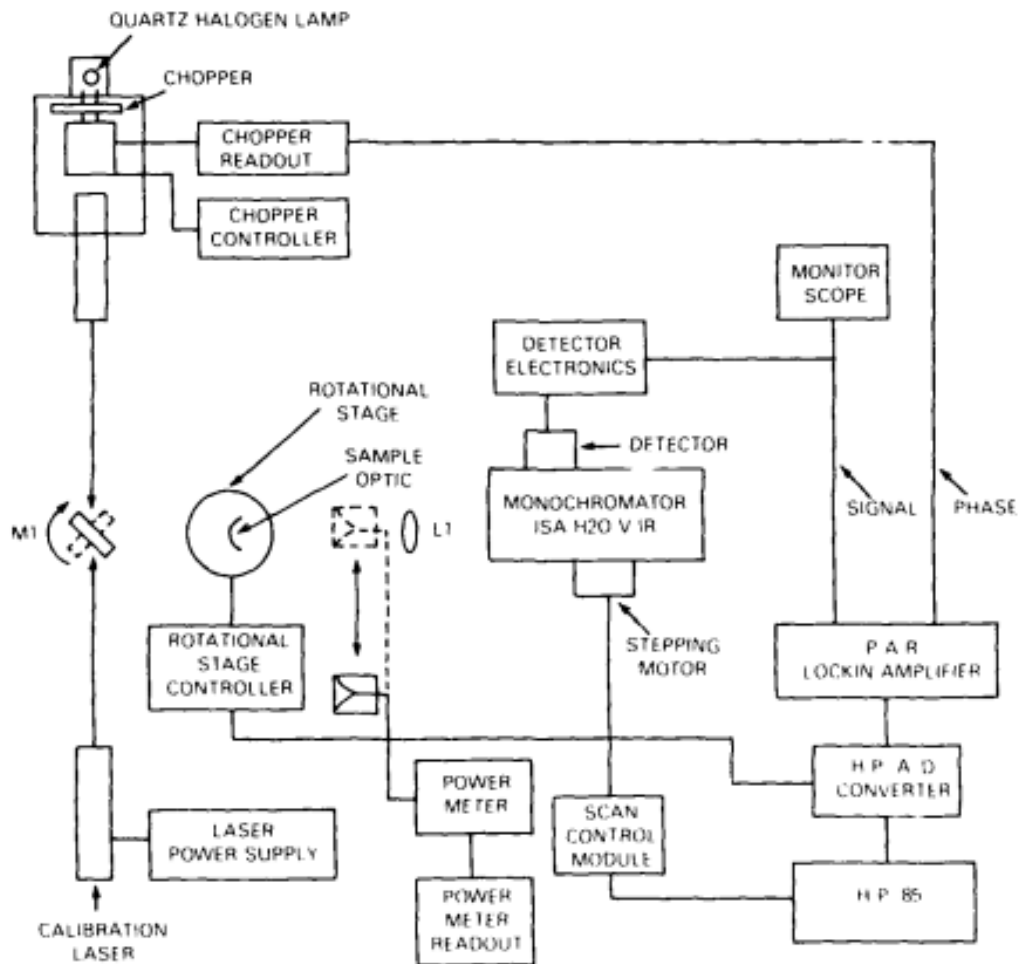 QUARTZ HALOGEN LAMP
CHOPPER
CHOPPER
READOUT
CHOPPER
CONTROLLER
MONITOR
SCOPE
DETECTOR
ELECTRONICS
ROTATIONAL
STAGE
DETECTOR
SAMPLE
OPTIC
MONOCHROMATOR
ISA H2O V IR
SIGNAL
PHASE
M1
L1
STEPPING
MOTOR
ROTATIONAL
STAGE
CONTROLLER
P A R
LOCKIN AMPLIFIER
H P A D
CONVERTER
POWER
METER
SCAN
CONTROL
MODULE
LASER
POWER SUPPLY
H P 85
POWER
METER
READOUT
CALIBRATION
LASER